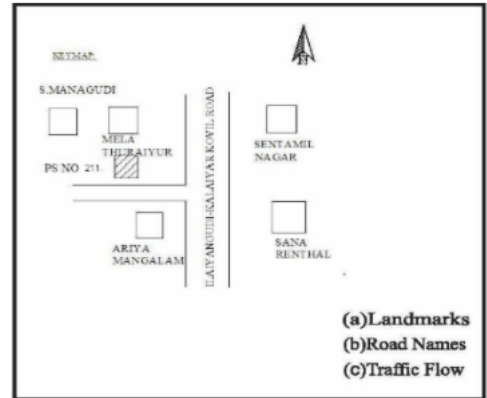 KEYMAP:
S.MANAGUDI
MELA
THURAIYUR
PS NO 211.
ARIYA
MANGALAM
ILAIYANGUDI-KALAIYAR KOVIL ROAD
SENTAMIL
NAGAR
SANA
RENTHAL
(a)Landmarks
(b)Road Names
(c)Traffic Flow